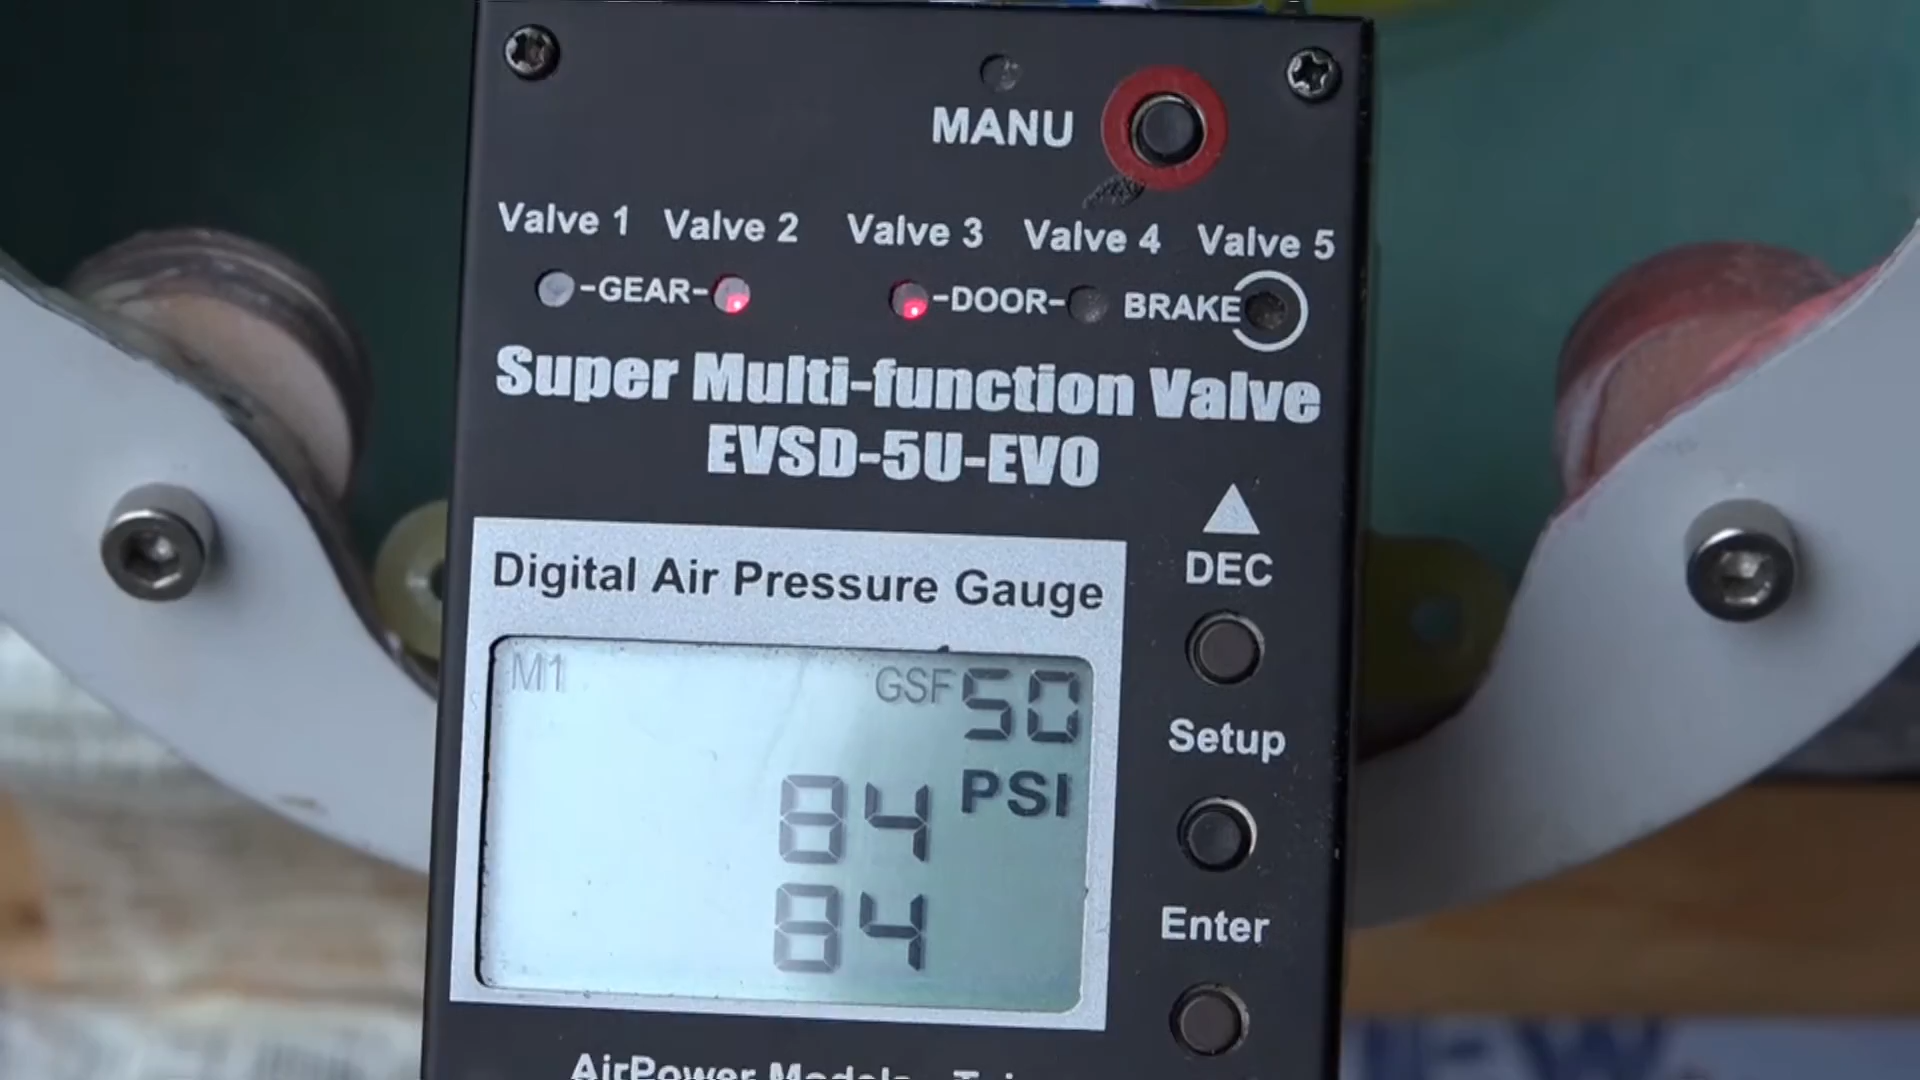 MANU
Valve 1 Valve 2 Valve 3 Valve 4 Valve 5
-GEAR- -DOOR- BRAKE
Super Multi-function Valve
EVSD-5U-EVO
DEC
Digital Air Pressure Gauge
M1 GSF 50
84 PSI
84
Setup
Enter
AirPower Models